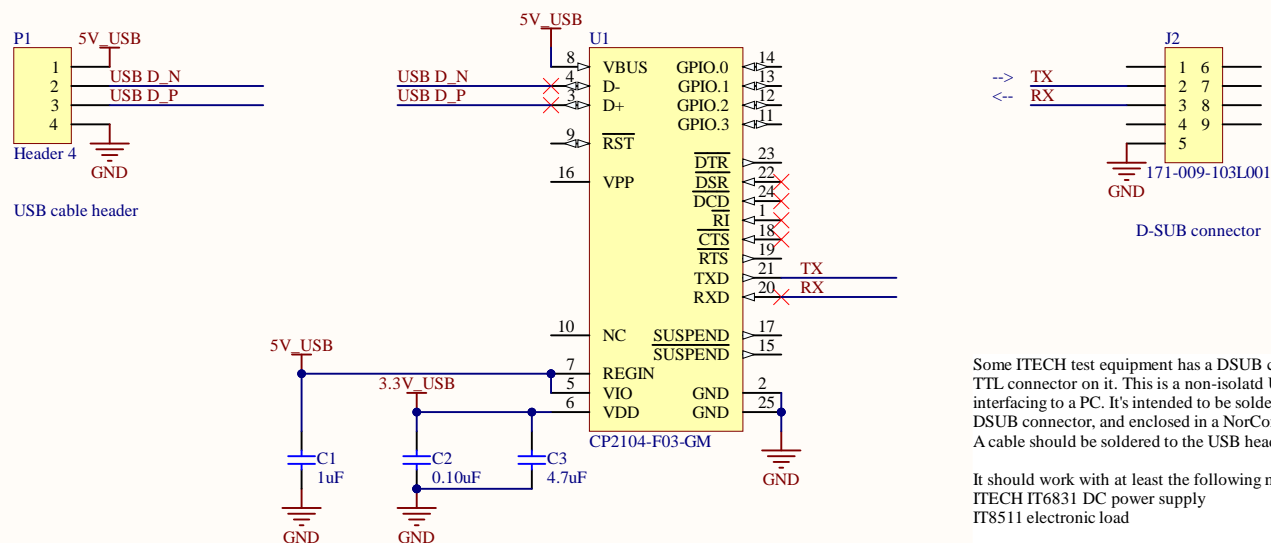 P1
5V_USB
1
2 USB D_N
3 USB D_P
4
Header 4
GND
USB cable header
5V_USB
U1
8 VBUS GPIO.0 14
USB D_N 4 D- GPIO.1 13
USB D_P 3 D+ GPIO.2 12
GPIO.3 11
9 RST
DTR 23
16 VPP DSR 22
DCD 24
RI 1
CTS 18
RTS 19
TXD 21 TX
RXD 20 RX
10 NC SUSPEND 17
SUSPEND 15
5V_USB
7 REGIN
3.3V_USB
5 VIO GND 2
6 VDD GND 25
CP2104-F03-GM
C1
1uF
C2
0.10uF
C3
4.7uF
GND
GND
GND
J2
1 6
--> TX 2 7
<-- RX 3 8
4 9
5
GND
171-009-103L001
D-SUB connector
Some ITECH test equipment has a DSUB
TTL connector on it. This is a non-isolatd
interfacing to a PC. It's intended to be
DSUB connector, and enclosed in a
A cable should be soldered to the USB
It should work with at least the following
ITECH IT6831 DC power supply
IT8511 electronic load